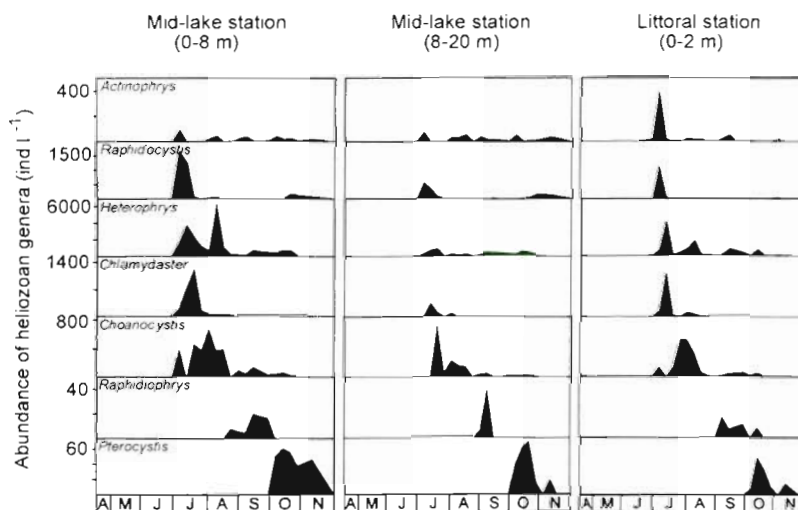 Mid-lake station
(0-8 m)
Mid-lake station
(8-20 m)
Littoral station
(0-2 m)
Abundance of heliozoan genera (ind l⁻¹)
400
Actinophrys
1500
Raphidocystis
6000
Heterophrys
1400
Chlamydaster
800
Choanocystis
40
Raphidiophrys
60
Pterocystis
A M J J A S O N
A M J J A S O N
A M J J A S O N